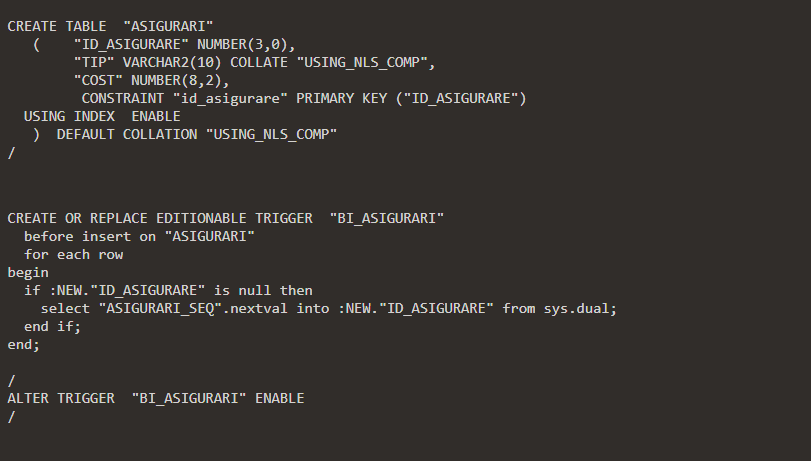 CREATE TABLE  "ASIGURARI"
   (    "ID_ASIGURARE" NUMBER(3,0),
        "TIP" VARCHAR2(10) COLLATE "USING_NLS_COMP",
        "COST" NUMBER(8,2),
         CONSTRAINT "id_asigurare" PRIMARY KEY ("ID_ASIGURARE")
  USING INDEX  ENABLE
   )  DEFAULT COLLATION "USING_NLS_COMP"
/
CREATE OR REPLACE EDITIONABLE TRIGGER  "BI_ASIGURARI"
  before insert on "ASIGURARI"
  for each row
begin
  if :NEW."ID_ASIGURARE" is null then
    select "ASIGURARI_SEQ".nextval into :NEW."ID_ASIGURARE" from sys.dual;
  end if;
end;
/
ALTER TRIGGER  "BI_ASIGURARI" ENABLE
/